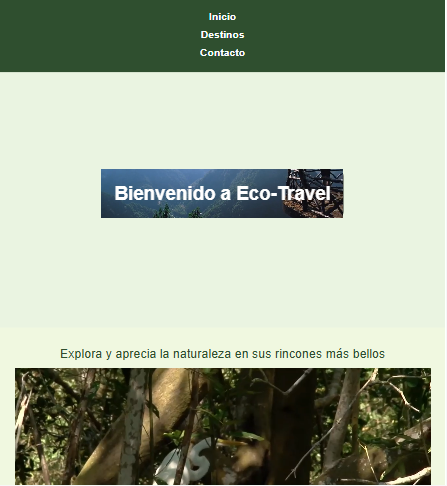 Inicio
Destinos
Contacto
Bienvenido a Eco-Travel
Explora y aprecia la naturaleza en sus rincones más bellos